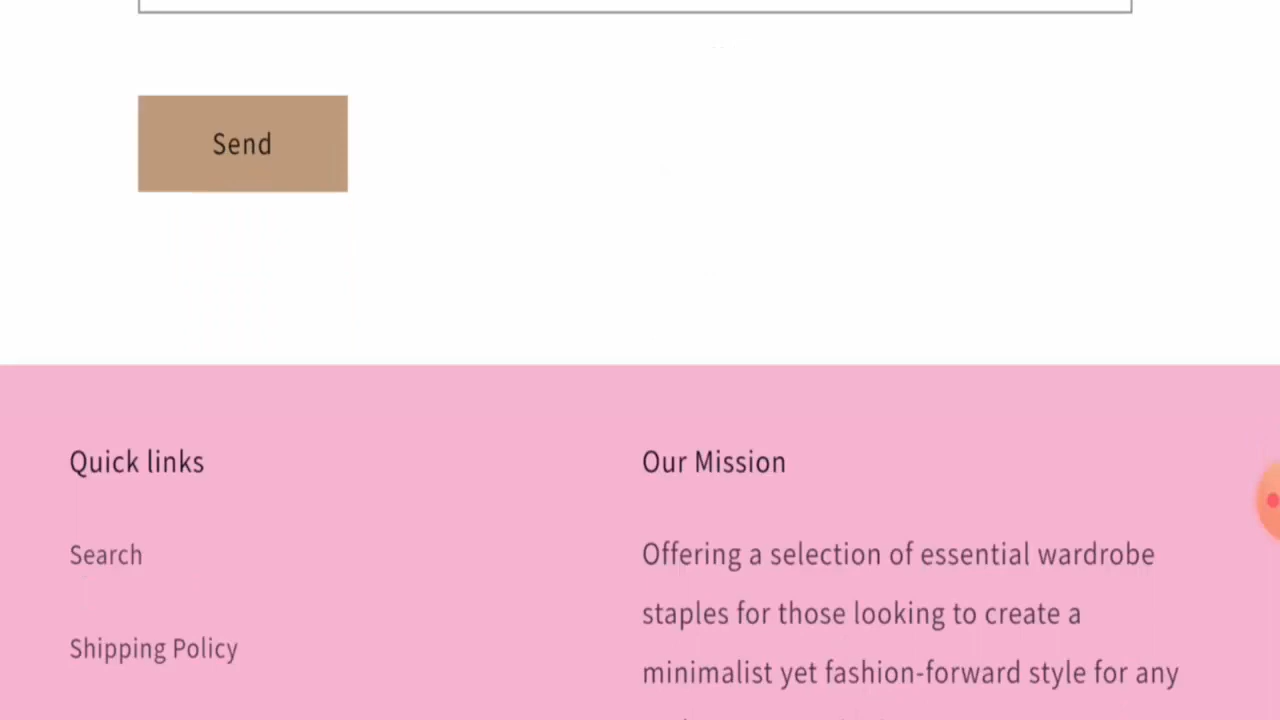 Send
Quick links
Search
Shipping Policy
Our Mission
Offering a selection of essential wardrobe
staples for those looking to create a
minimalist yet fashion-forward style for any